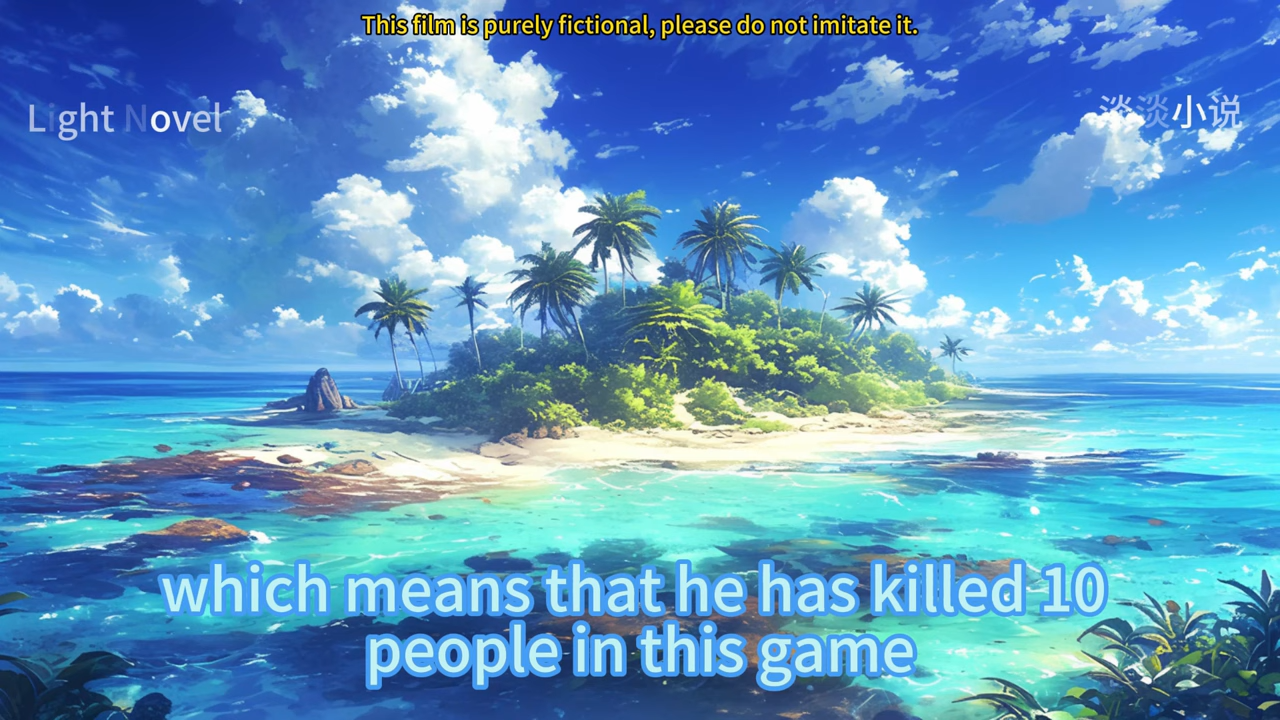 This film is purely fictional, please do not imitate it.
Light Novel
淡淡小说
which means that he has killed 10
people in this game